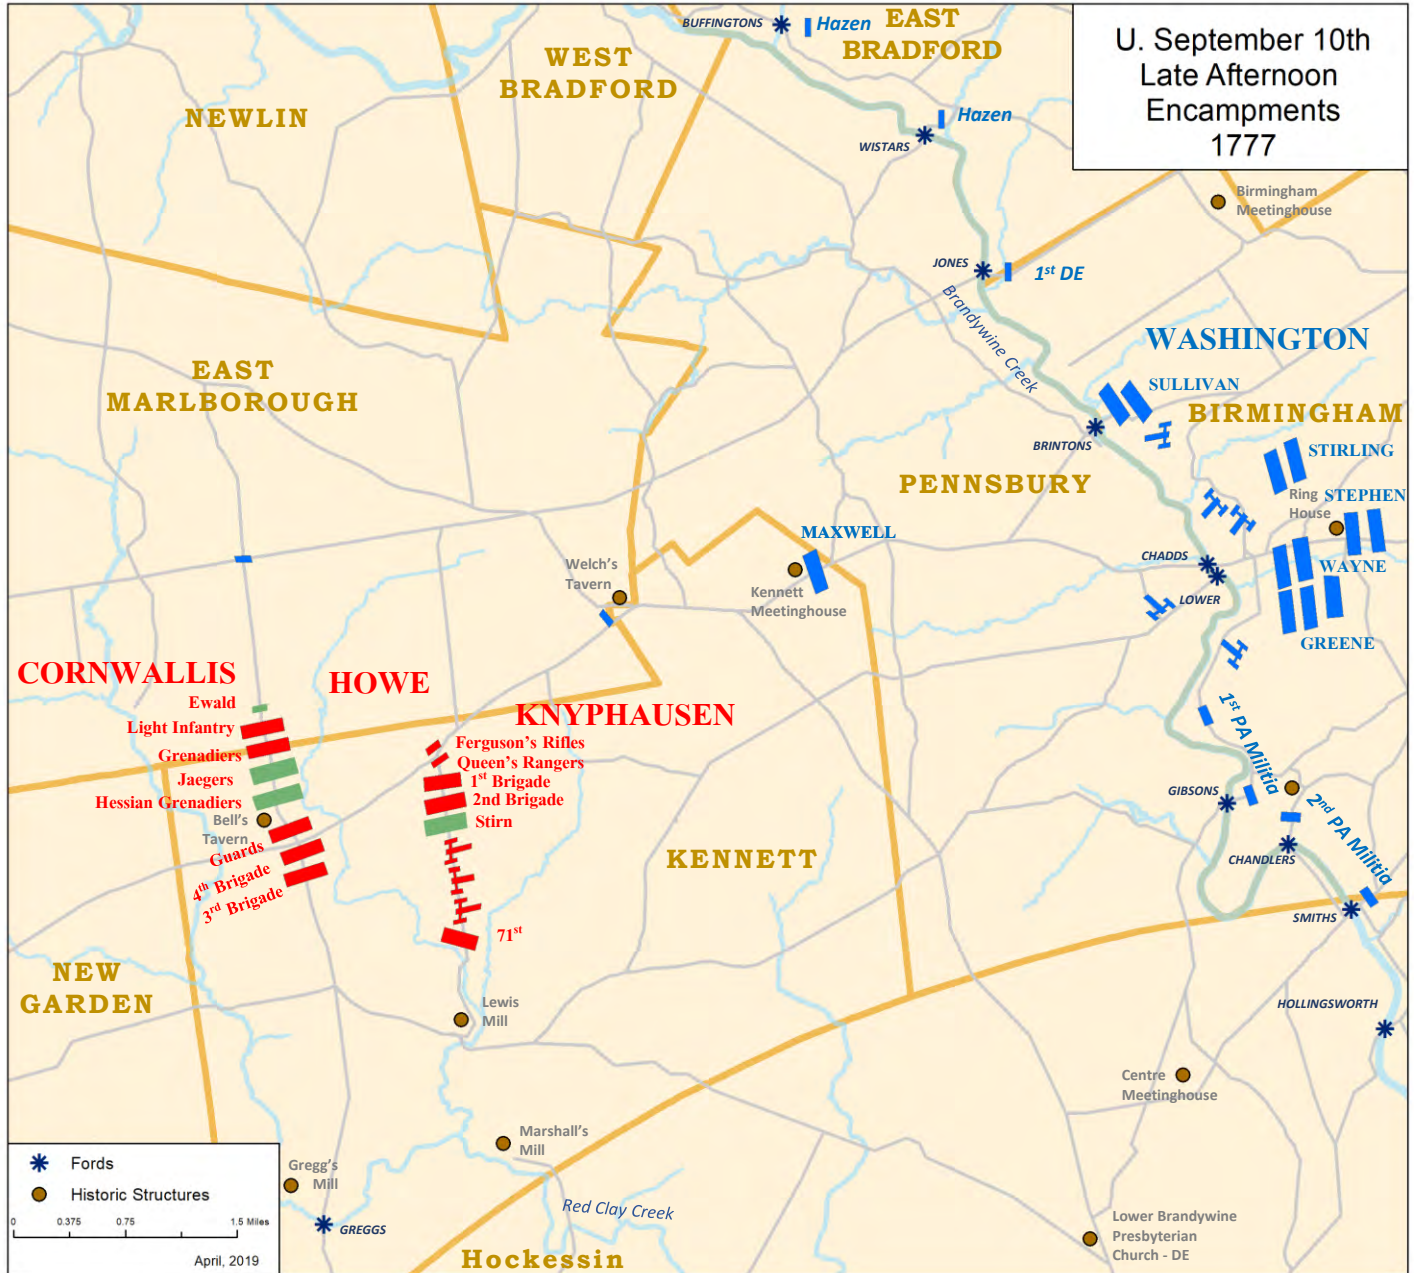 U. September 10th
Late Afternoon
Encampments
1777
BUFFINGTONS
Hazen
EAST
BRADFORD
WEST
BRADFORD
NEWLIN
Hazen
WISTARS
Birmingham
Meetinghouse
JONES
1st DE
Brandywine Creek
WASHINGTON
EAST
MARLBOROUGH
SULLIVAN
BIRMINGHAM
BRINTONS
STIRLING
PENNSBURY
Ring
House
STEPHEN
MAXWELL
CHADDS
Welch's
Tavern
WAYNE
Kennett
Meetinghouse
LOWER
GREENE
CORNWALLIS
HOWE
KNYPHAUSEN
Ewald
Light Infantry
Grenadiers
Jaegers
Hessian Grenadiers
Bell's
Tavern
Guards
4th Brigade
3rd Brigade
Ferguson's Rifles
Queen's Rangers
1st Brigade
2nd Brigade
Stirn
71st
1st PA Militia
GIBSONS
2nd PA Militia
CHANDLERS
KENNETT
SMITHS
NEW
GARDEN
HOLLINGSWORTH
Lewis
Mill
Centre
Meetinghouse
Marshall's
Mill
Gregg's
Mill
GREGGS
Red Clay Creek
Hockessin
Lower Brandywine
Presbyterian
Church - DE
Fords
Historic Structures
0 0.375 0.75 1.5 Miles
April, 2019